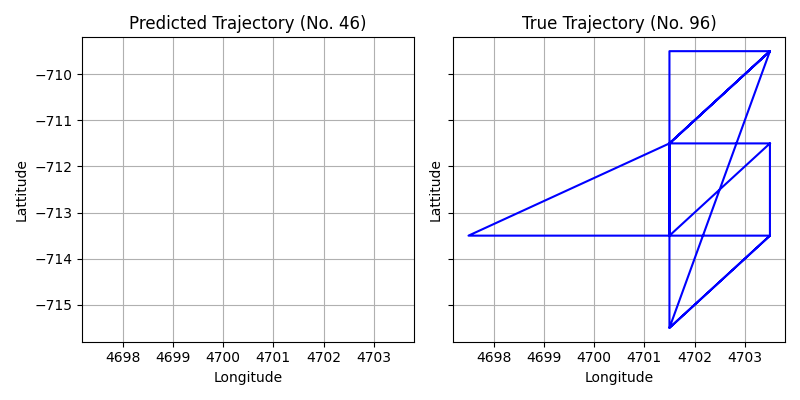 Predicted Trajectory (No. 46)
True Trajectory (No. 96)
Lattitude
−710
−711
−712
−713
−714
−715
4698 4699 4700 4701 4702 4703
Longitude
Lattitude
4698 4699 4700 4701 4702 4703
Longitude